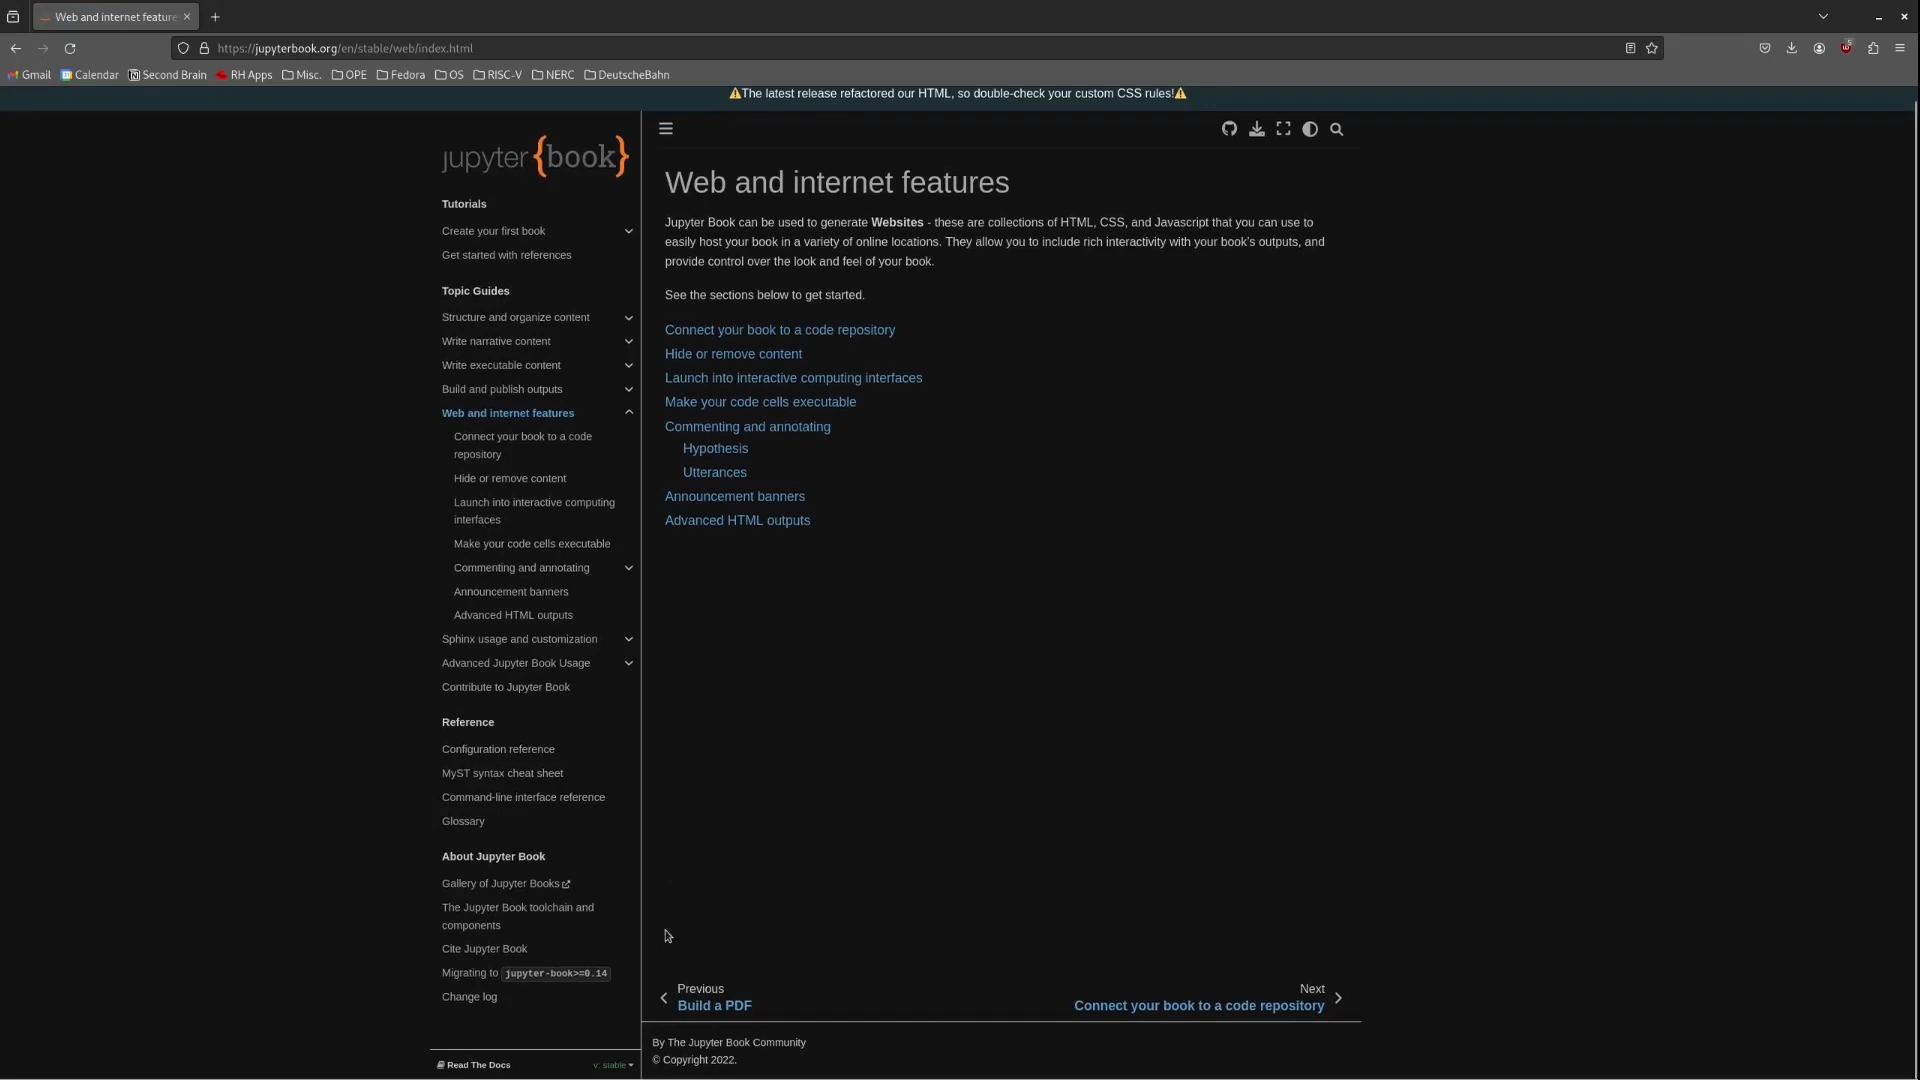 Web and internet feature
https://jupyterbook.org/en/stable/web/index.html
5
Gmail
Calendar
Second Brain
RH Apps
Misc.
OPE
Fedora
OS
RISC-V
NERC
DeutscheBahn
⚠️The latest release refactored our HTML, so double-check your custom CSS rules!⚠️
jupyter {book}
Tutorials
Create your first book
Get started with references
Topic Guides
Structure and organize content
Write narrative content
Write executable content
Build and publish outputs
Web and internet features
Connect your book to a code
repository
Hide or remove content
Launch into interactive computing
interfaces
Make your code cells executable
Commenting and annotating
Announcement banners
Advanced HTML outputs
Sphinx usage and customization
Advanced Jupyter Book Usage
Contribute to Jupyter Book
Reference
Configuration reference
MyST syntax cheat sheet
Command-line interface reference
Glossary
About Jupyter Book
Gallery of Jupyter Books
The Jupyter Book toolchain and
components
Cite Jupyter Book
Migrating to jupyter-book>=0.14
Change log
Read The Docs
v: stable
Web and internet features
Jupyter Book can be used to generate Websites - these are collections of HTML, CSS, and Javascript that you can use to
easily host your book in a variety of online locations. They allow you to include rich interactivity with your book's outputs, and
provide control over the look and feel of your book.
See the sections below to get started.
Connect your book to a code repository
Hide or remove content
Launch into interactive computing interfaces
Make your code cells executable
Commenting and annotating
Hypothesis
Utterances
Announcement banners
Advanced HTML outputs
Previous
Build a PDF
Next
Connect your book to a code repository
By The Jupyter Book Community
© Copyright 2022.